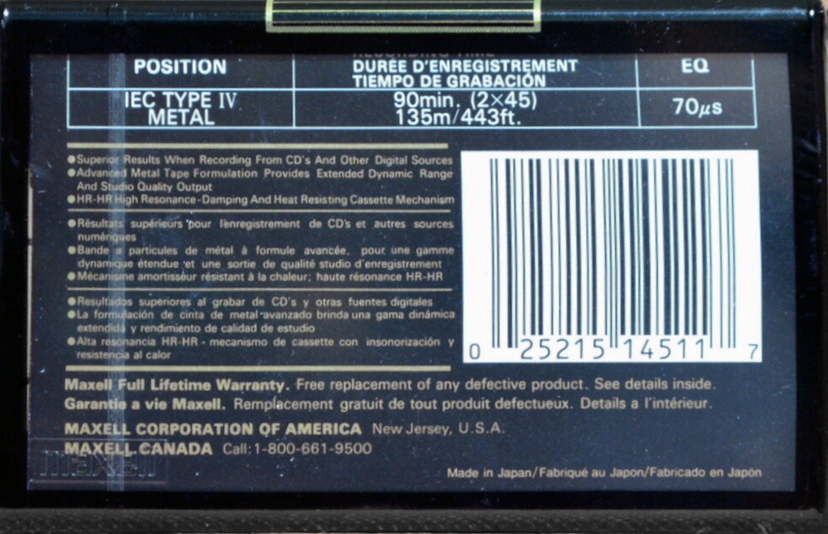 RECORDING TIME
POSITION DURÉE D'ENREGISTREMENT EQ
TIEMPO DE GRABACIÓN
IEC TYPE IV 90min. (2×45) 70μs
METAL 135m/443ft.
●Superior Results When Recording From CD's And Other Digital Sources
●Advanced Metal Tape Formulation Provides Extended Dynamic Range
And Studio Quality Output
●HR-HR High Resonance-Damping And Heat Resisting Cassette Mechanism
●Résultats supérieurs pour l'enregistrement de CD's et autres sources
numériques
●Bande a particules de métal à formule avancée, pour une gamme
dynamique étendue et une sortie de qualité studio d'enregistrement
●Mécanisme amortisseur résistant à la chaleur; haute résonance HR-HR
●Resultados superiores al grabar de CD's y otras fuentes digitales
●La formulación de cinta de metal avanzado brinda una gama dinámica
extendida y rendimiento de calidad de estudio
●Alta resonancia HR-HR - mecanismo de cassette con insonorización y
resistencia al calor
0 25215 14511 7
Maxell Full Lifetime Warranty. Free replacement of any defective product. See details inside.
Garantie a vie Maxell. Remplacement gratuit de tout produit defectueux. Details a l'intérieur.
MAXELL CORPORATION OF AMERICA New Jersey, U.S.A.
MAXELL CANADA Call:1-800-661-9500
maxell
Made in Japan/Fabriqué au Japon/Fabricado en Japón